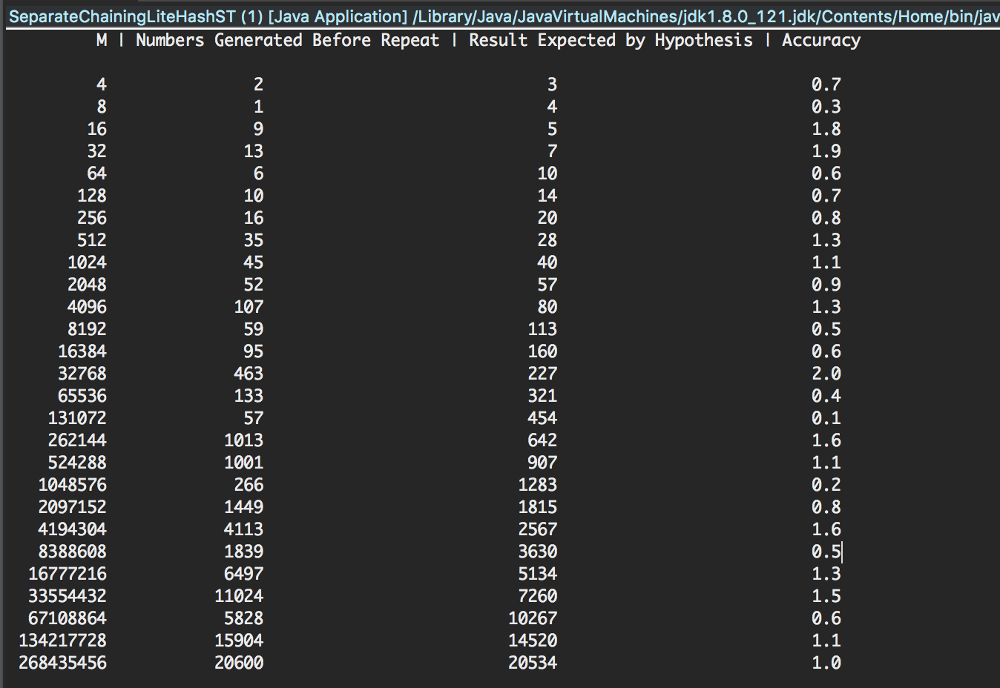 SeparateChainingLiteHashST (1) [Java Application] /Library/Java/JavaVirtualMachines/jdk1.8.0_121.jdk/Contents/Home/bin/jav
M | Numbers Generated Before Repeat | Result Expected by Hypothesis | Accuracy
4 2 3 0.7
8 1 4 0.3
16 9 5 1.8
32 13 7 1.9
64 6 10 0.6
128 10 14 0.7
256 16 20 0.8
512 35 28 1.3
1024 45 40 1.1
2048 52 57 0.9
4096 107 80 1.3
8192 59 113 0.5
16384 95 160 0.6
32768 463 227 2.0
65536 133 321 0.4
131072 57 454 0.1
262144 1013 642 1.6
524288 1001 907 1.1
1048576 266 1283 0.2
2097152 1449 1815 0.8
4194304 4113 2567 1.6
8388608 1839 3630 0.5
16777216 6497 5134 1.3
33554432 11024 7260 1.5
67108864 5828 10267 0.6
134217728 15904 14520 1.1
268435456 20600 20534 1.0